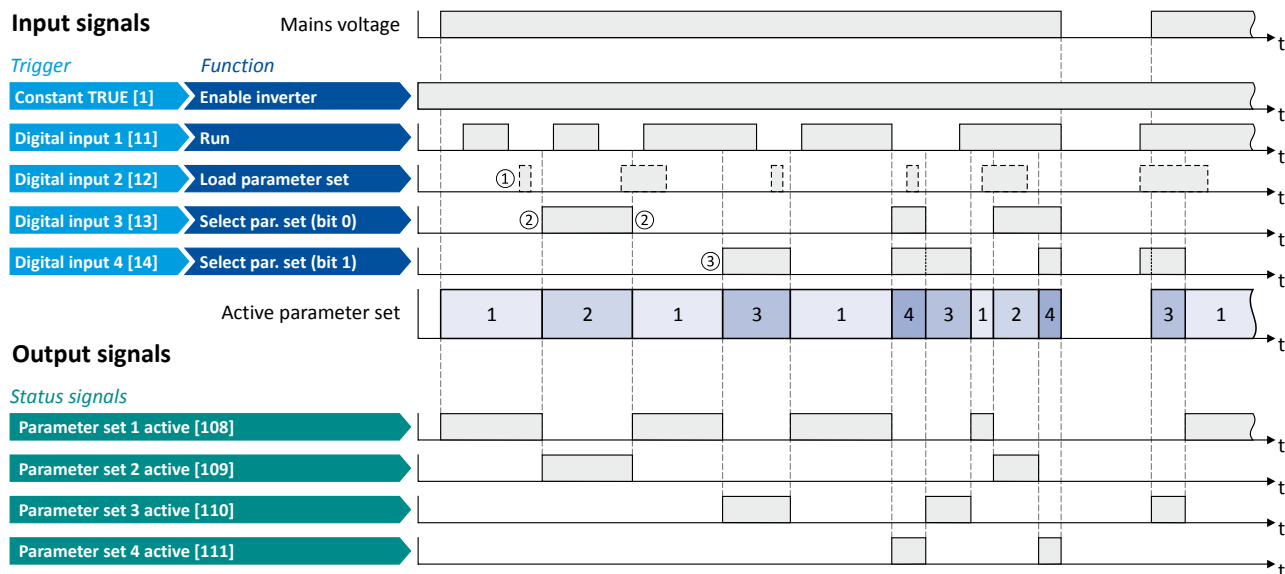 Input signals
Mains voltage
t
Trigger Function
Constant TRUE [1] Enable inverter
t
Digital input 1 [11] Run
t
Digital input 2 [12] Load parameter set ①
t
Digital input 3 [13] Select par. set (bit 0) ② ②
t
Digital input 4 [14] Select par. set (bit 1) ③
t
Active parameter set 1 2 1 3 1 4 3 1 2 4 3 1
t
Output signals
Status signals
Parameter set 1 active [108]
t
Parameter set 2 active [109]
t
Parameter set 3 active [110]
t
Parameter set 4 active [111]
t